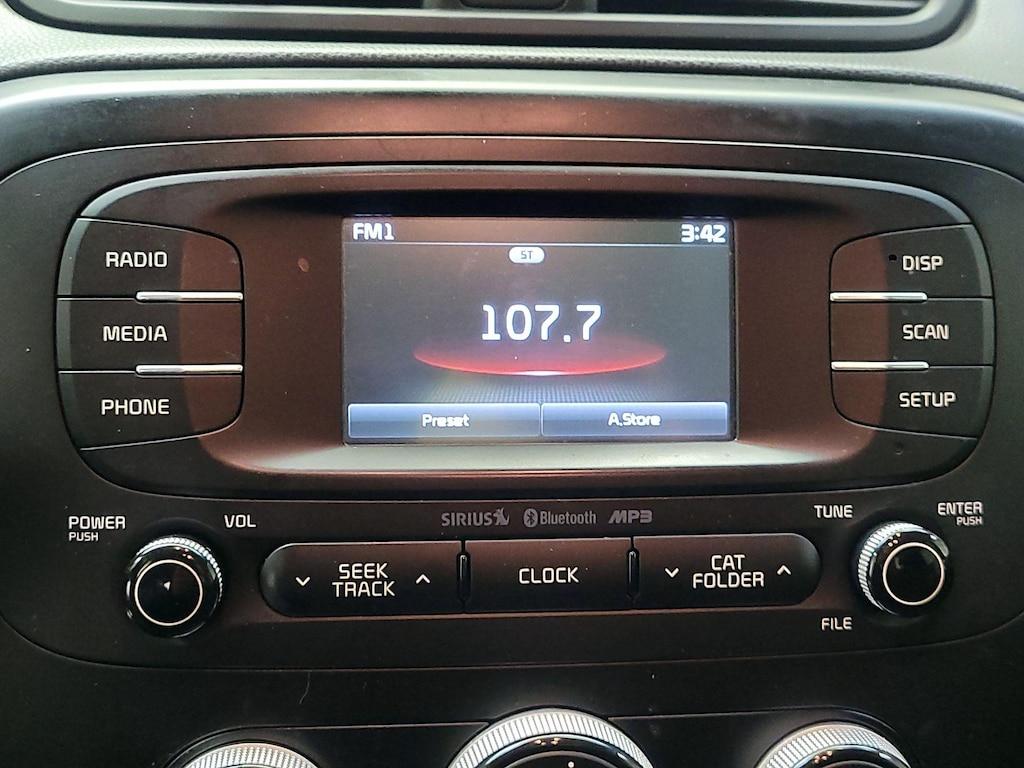 FM1 3:42
ST
RADIO
DISP
107.7
MEDIA
SCAN
PHONE
SETUP
Preset
A.Store
POWER
PUSH
VOL
SIRIUS Bluetooth MP3
TUNE
ENTER
PUSH
SEEK
TRACK
CLOCK
CAT
FOLDER
FILE